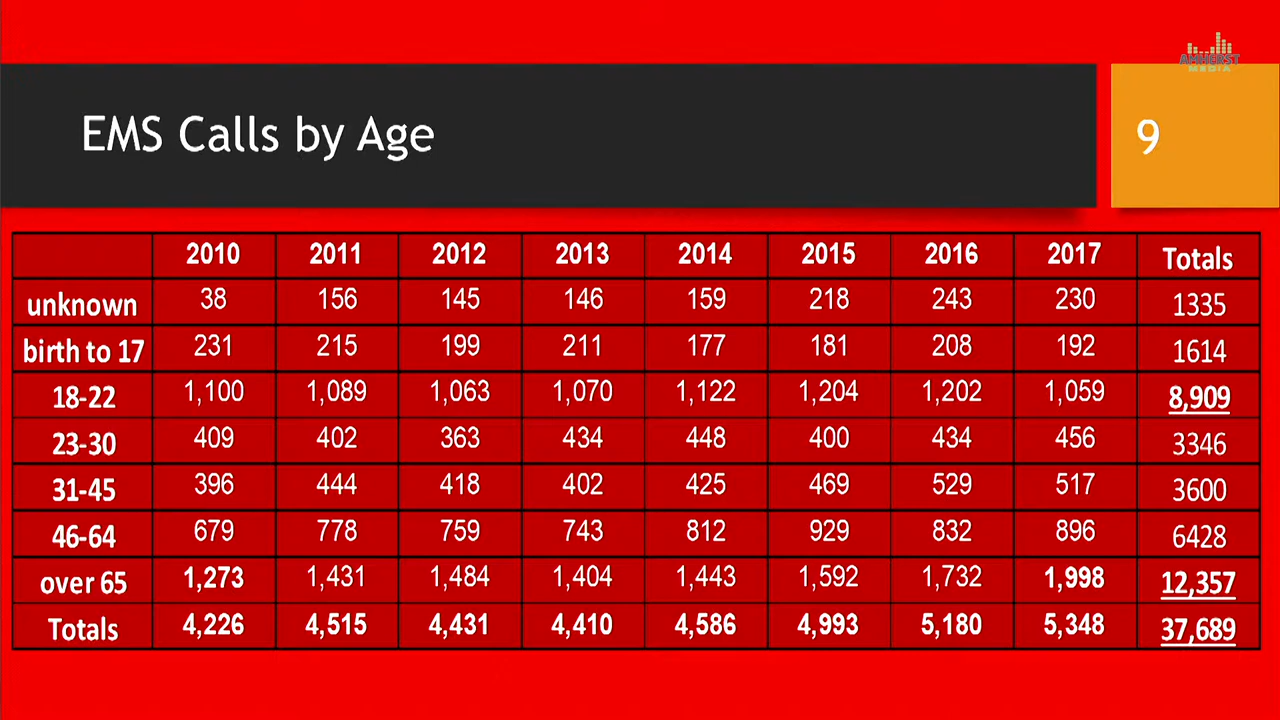 AMHERST
MEDIA
EMS Calls by Age
9
2010 2011 2012 2013 2014 2015 2016 2017 Totals
unknown 38 156 145 146 159 218 243 230 1335
birth to 17 231 215 199 211 177 181 208 192 1614
18-22 1,100 1,089 1,063 1,070 1,122 1,204 1,202 1,059 8,909
23-30 409 402 363 434 448 400 434 456 3346
31-45 396 444 418 402 425 469 529 517 3600
46-64 679 778 759 743 812 929 832 896 6428
over 65 1,273 1,431 1,484 1,404 1,443 1,592 1,732 1,998 12,357
Totals 4,226 4,515 4,431 4,410 4,586 4,993 5,180 5,348 37,689